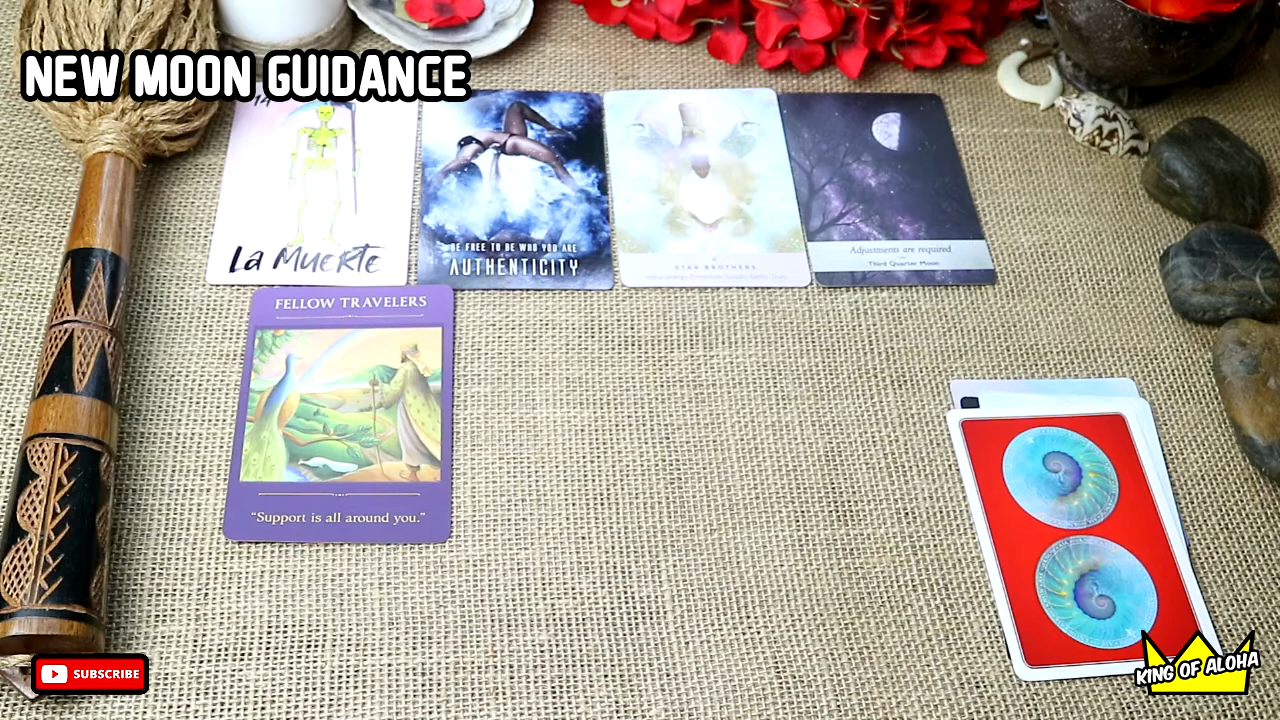 NEW MOON GUIDANCE
La MUERTE
BE FREE TO BE WHO YOU ARE
AUTHENTICITY
STAR BROTHERS
Adjustments are required
Third Quarter Moon
FELLOW TRAVELERS
"Support is all around you."
SUBSCRIBE
KING OF ALOHA